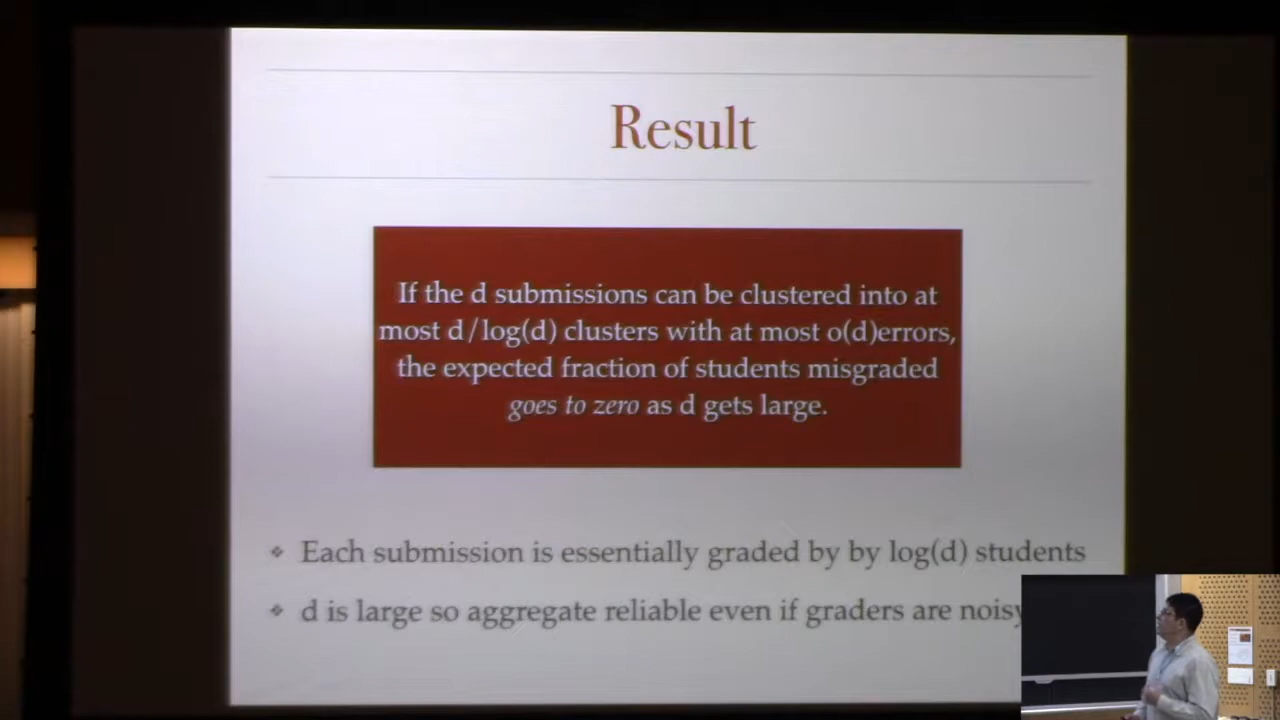 Result
If the d submissions can be clustered into at
most d/log(d) clusters with at most o(d)errors,
the expected fraction of students misgraded
goes to zero as d gets large.
❖ Each submission is essentially graded by by log(d) students
❖ d is large so aggregate reliable even if graders are noisy